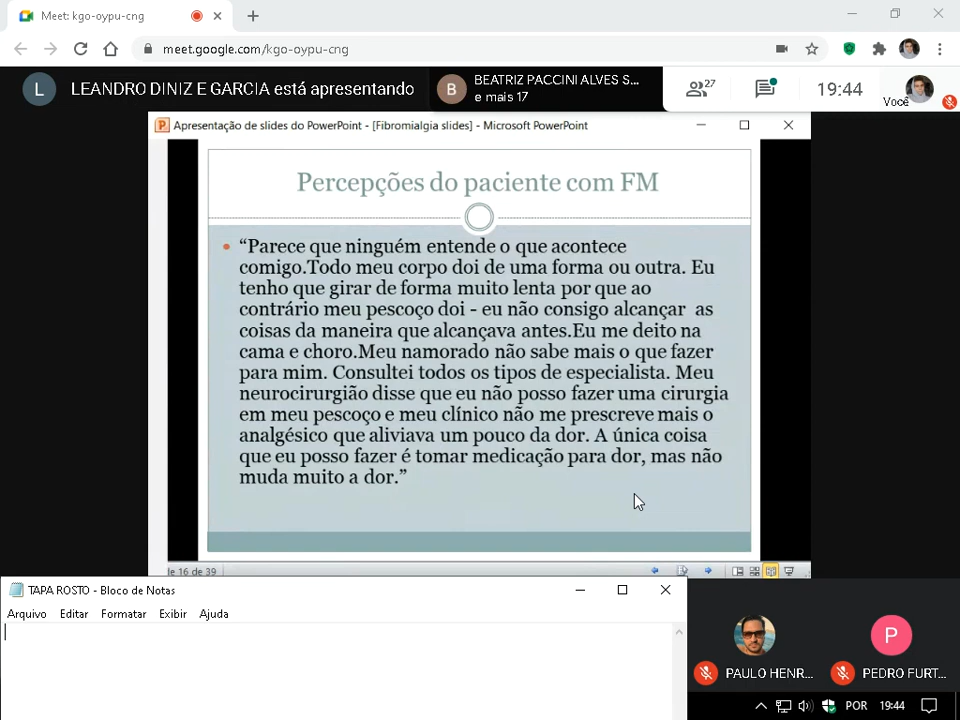 Meet: kgo-oypu-cng
meet.google.com/kgo-oypu-cng
L LEANDRO DINIZ E GARCIA está apresentando
B BEATRIZ PACCINI ALVES S...
e mais 17
27
19:44
Você
Apresentação de slides do PowerPoint - [Fibromialgia slides] - Microsoft PowerPoint
Percepções do paciente com FM
• “Parece que ninguém entende o que acontece
comigo.Todo meu corpo doi de uma forma ou outra. Eu
tenho que girar de forma muito lenta por que ao
contrário meu pescoço doi - eu não consigo alcançar as
coisas da maneira que alcançava antes.Eu me deito na
cama e choro.Meu namorado não sabe mais o que fazer
para mim. Consultei todos os tipos de especialista. Meu
neurocirurgião disse que eu não posso fazer uma cirurgia
em meu pescoço e meu clínico não me prescreve mais o
analgésico que aliviava um pouco da dor. A única coisa
que eu posso fazer é tomar medicação para dor, mas não
muda muito a dor.”
le 16 de 39
TAPA ROSTO - Bloco de Notas
Arquivo Editar Formatar Exibir Ajuda
P
PAULO HENR...
PEDRO FURT...
POR 19:44